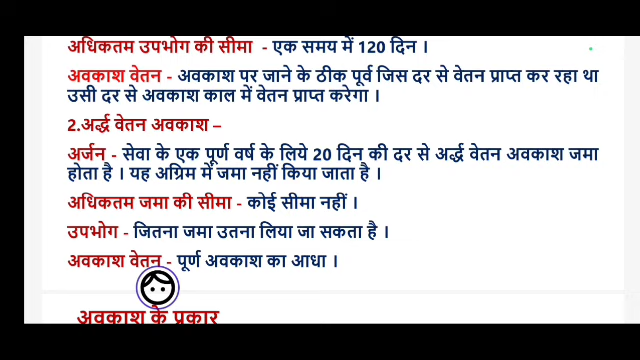 अधिकतम उपभोग की सीमा - एक समय में 120 दिन ।
अवकाश वेतन - अवकाश पर जाने के ठीक पूर्व जिस दर से वेतन प्राप्त कर रहा था
उसी दर से अवकाश काल में वेतन प्राप्त करेगा ।
2.अर्द्ध वेतन अवकाश –
अर्जन - सेवा के एक पूर्ण वर्ष के लिये 20 दिन की दर से अर्द्ध वेतन अवकाश जमा
होता है । यह अग्रिम में जमा नहीं किया जाता है ।
अधिकतम जमा की सीमा - कोई सीमा नहीं ।
उपभोग - जितना जमा उतना लिया जा सकता है ।
अवकाश वेतन - पूर्ण अवकाश का आधा ।
अवकाश के प्रकार